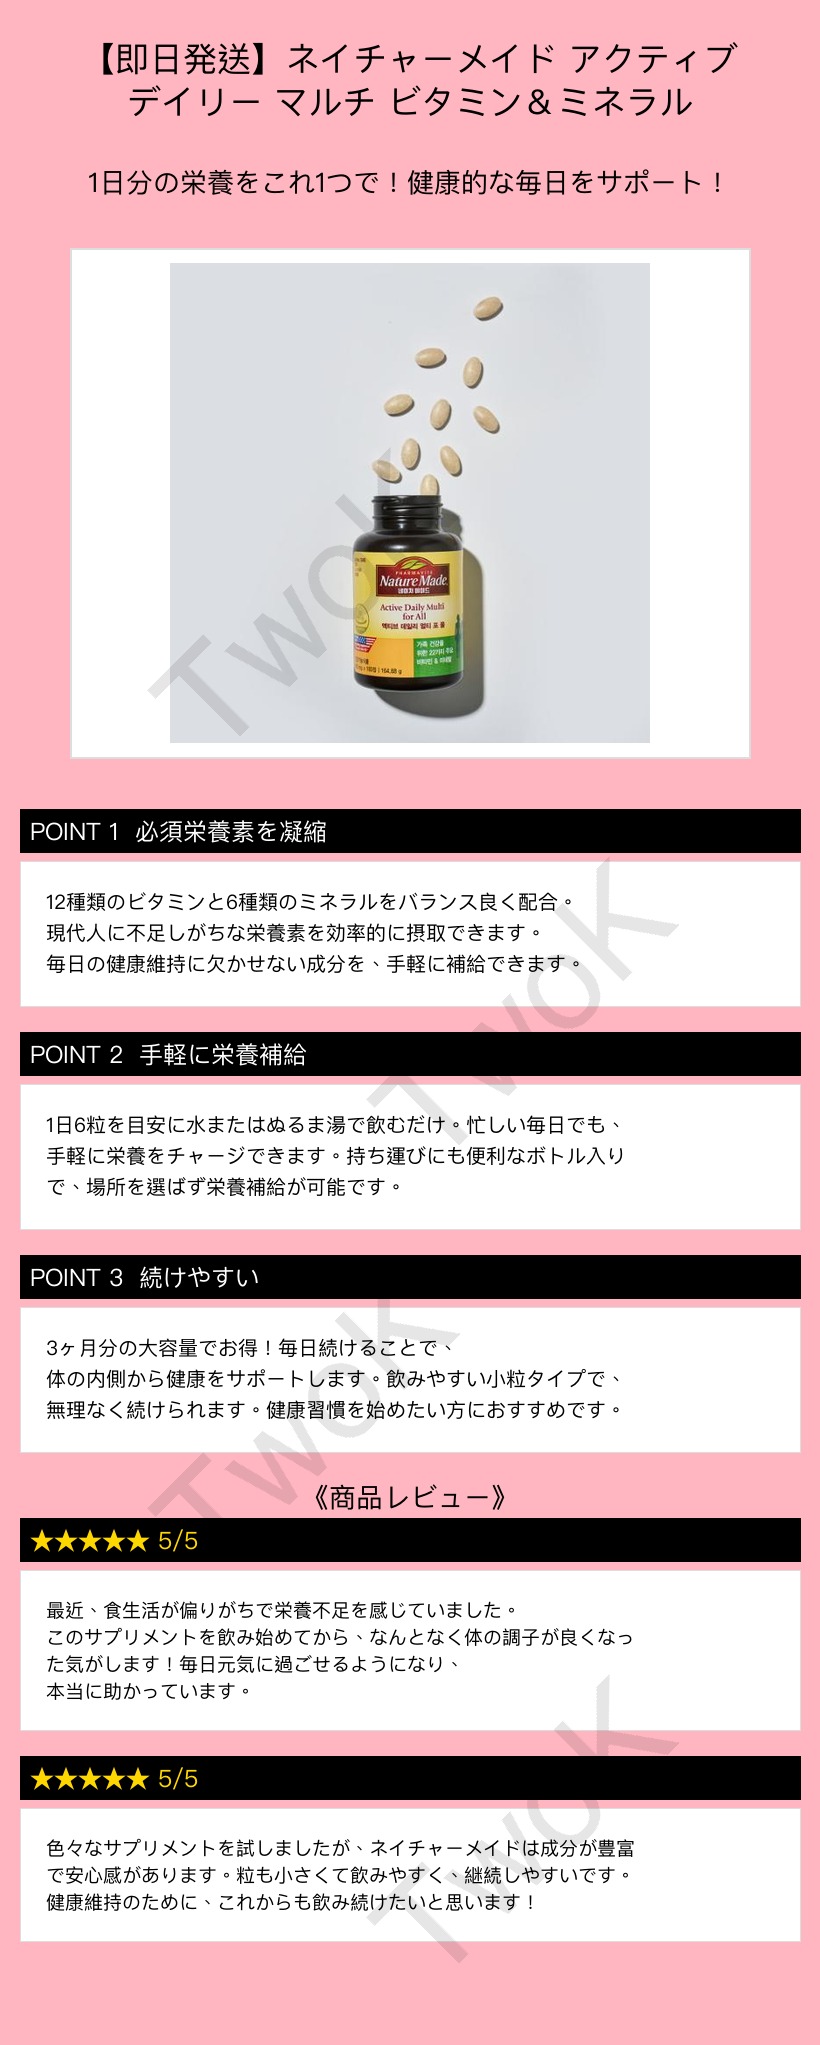 【即日発送】ネイチャーメイド アクティブ
デイリー マルチ ビタミン＆ミネラル
1日分の栄養をこれ1つで！健康的な毎日をサポート！
PHARMAVITE
Nature Made
네이처 메이드
Active Daily Multi
for All
액티브 데일리 멀티 포 올
가족 건강을
위한 22가지 주요
비타민 & 미네랄
TwoK
POINT 1 必須栄養素を凝縮
12種類のビタミンと6種類のミネラルをバランス良く配合。
現代人に不足しがちな栄養素を効率的に摂取できます。
毎日の健康維持に欠かせない成分を、手軽に補給できます。
TwoK
POINT 2 手軽に栄養補給
1日6粒を目安に水またはぬるま湯で飲むだけ。忙しい毎日でも、
手軽に栄養をチャージできます。持ち運びにも便利なボトル入り
で、場所を選ばず栄養補給が可能です。
POINT 3 続けやすい
3ヶ月分の大容量でお得！毎日続けることで、
体の内側から健康をサポートします。飲みやすい小粒タイプで、
無理なく続けられます。健康習慣を始めたい方におすすめです。
TwoK
《商品レビュー》
★★★★★ 5/5
最近、食生活が偏りがちで栄養不足を感じていました。
このサプリメントを飲み始めてから、なんとなく体の調子が良くなっ
た気がします！毎日元気に過ごせるようになり、
本当に助かっています。
★★★★★ 5/5
色々なサプリメントを試しましたが、ネイチャーメイドは成分が豊富
で安心感があります。粒も小さくて飲みやすく、継続しやすいです。
健康維持のために、これからも飲み続けたいと思います！
TwoK